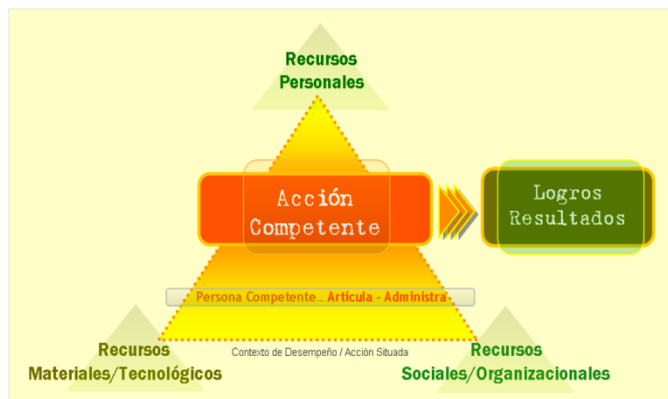 Recursos
Personales
Acción
Competente
Logros
Resultados
Persona Competente... Articula - Administra
Contexto de Desempeño / Acción Situada
Recursos
Materiales/Tecnológicos
Recursos
Sociales/Organizacionales